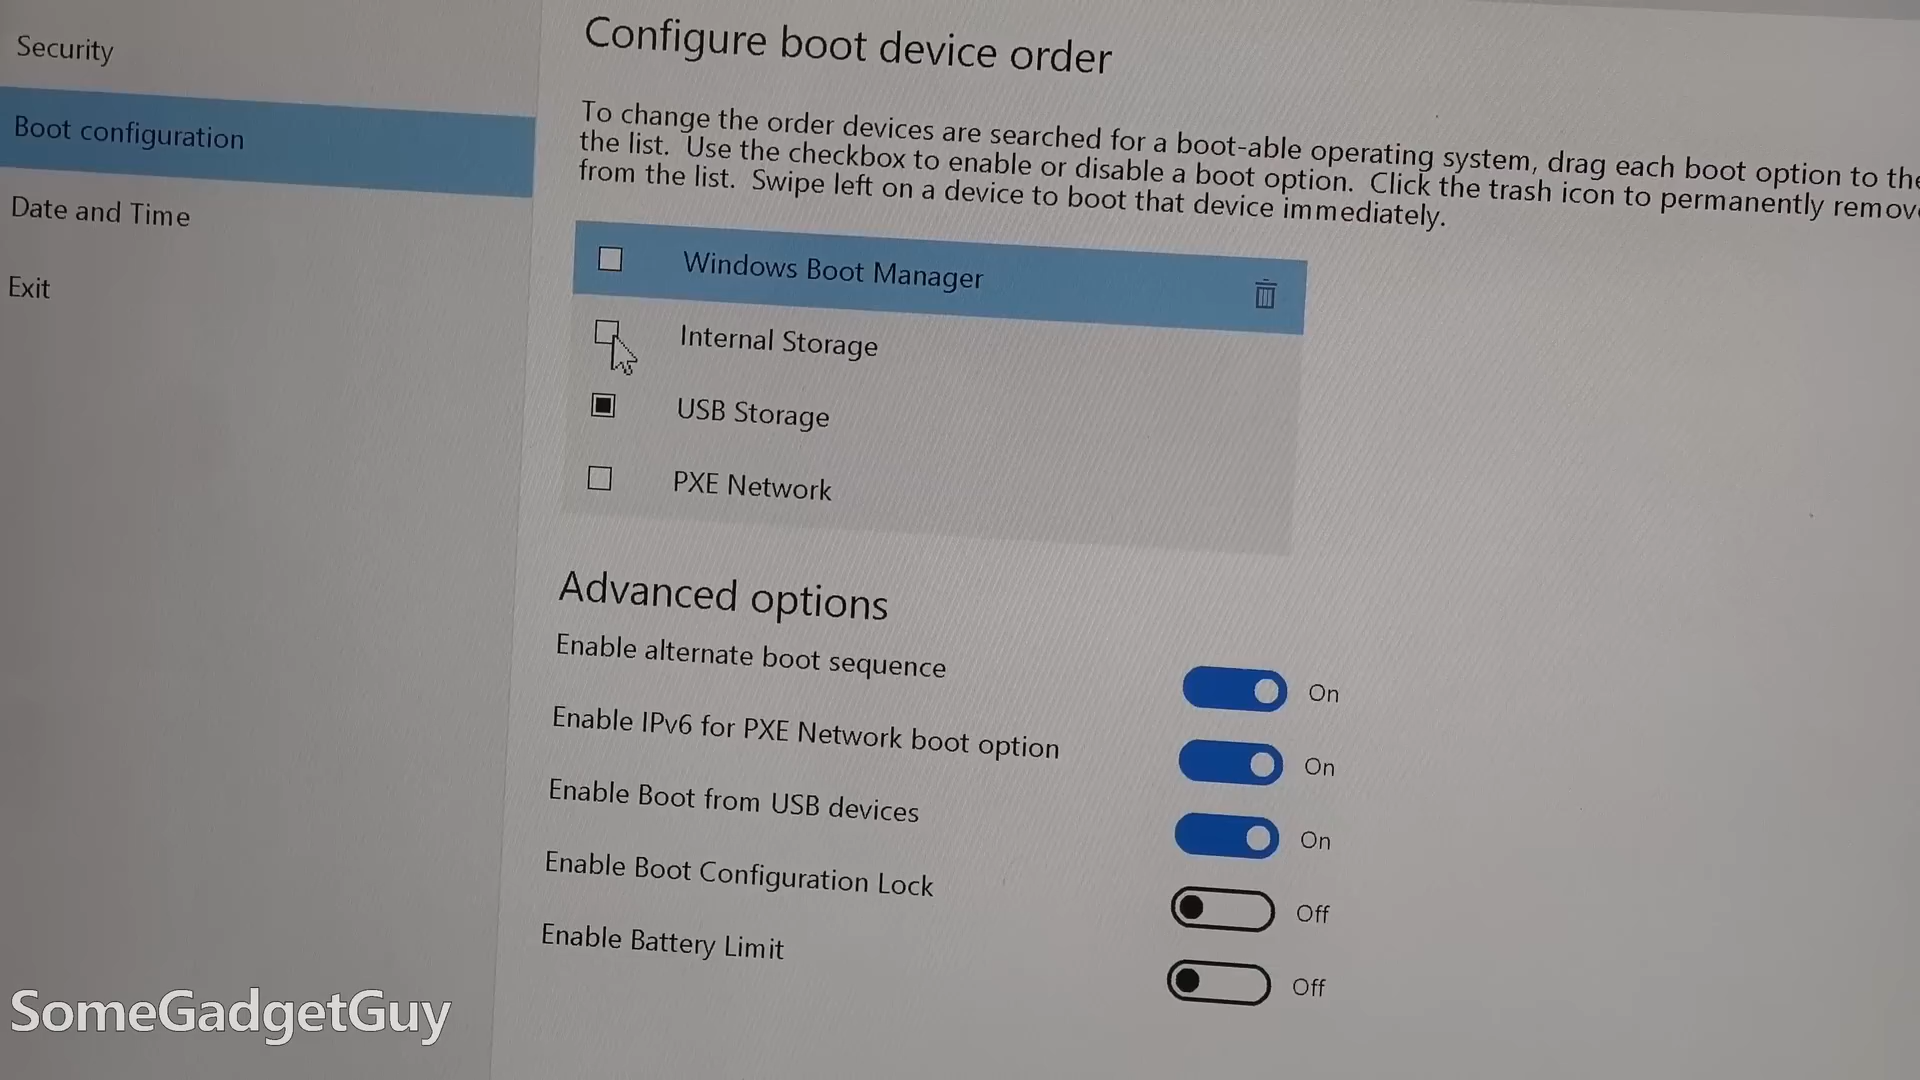 Security
Boot configuration
Date and Time
Exit
Configure boot device order
To change the order devices are searched for a boot-able operating system, drag each boot option to the
the list. Use the checkbox to enable or disable a boot option. Click the trash icon to permanently remove
from the list. Swipe left on a device to boot that device immediately.
Windows Boot Manager
Internal Storage
USB Storage
PXE Network
Advanced options
Enable alternate boot sequence On
Enable IPv6 for PXE Network boot option On
Enable Boot from USB devices On
Enable Boot Configuration Lock Off
Enable Battery Limit Off
SomeGadgetGuy